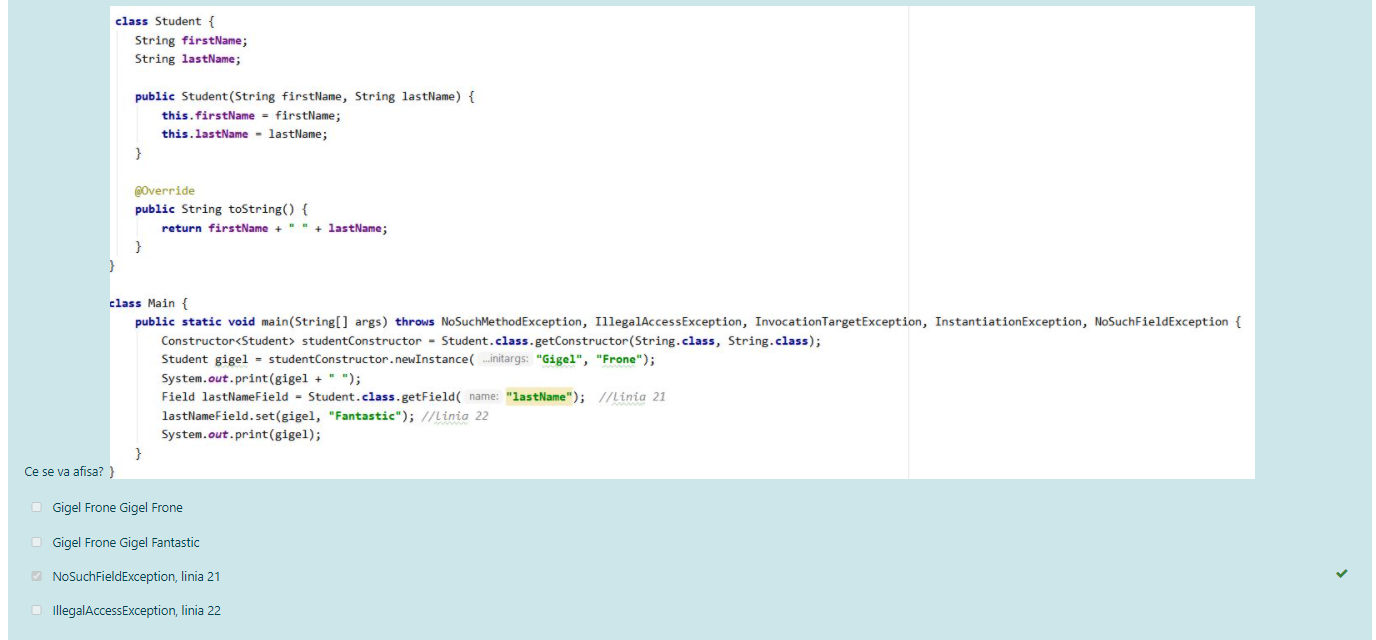 class Student {
String firstName;
String lastName;
public Student(String firstName, String lastName) {
this.firstName = firstName;
this.lastName = lastName;
}
@Override
public String toString() {
return firstName + " " + lastName;
}
}
class Main {
public static void main(String[] args) throws NoSuchMethodException, IllegalAccessException, InvocationTargetException, InstantiationException, NoSuchFieldException {
Constructor<Student> studentConstructor = Student.class.getConstructor(String.class, String.class);
Student gigel = studentConstructor.newInstance( ...initargs: "Gigel", "Frone");
System.out.print(gigel + " ");
Field lastNameField = Student.class.getField( name: "lastName"); //Linia 21
lastNameField.set(gigel, "Fantastic"); //Linia 22
System.out.print(gigel);
}
Ce se va afisa? }
Gigel Frone Gigel Frone
Gigel Frone Gigel Fantastic
NoSuchFieldException, linia 21
IllegalAccessException, linia 22